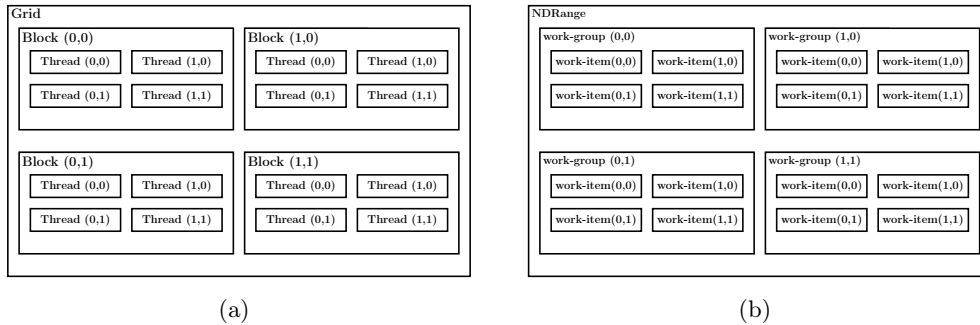 Grid
Block (0,0)
Thread (0,0) Thread (1,0)
Thread (0,1) Thread (1,1)
Block (1,0)
Thread (0,0) Thread (1,0)
Thread (0,1) Thread (1,1)
Block (0,1)
Thread (0,0) Thread (1,0)
Thread (0,1) Thread (1,1)
Block (1,1)
Thread (0,0) Thread (1,0)
Thread (0,1) Thread (1,1)
(a)
NDRange
work-group (0,0)
work-item(0,0) work-item(1,0)
work-item(0,1) work-item(1,1)
work-group (1,0)
work-item(0,0) work-item(1,0)
work-item(0,1) work-item(1,1)
work-group (0,1)
work-item(0,0) work-item(1,0)
work-item(0,1) work-item(1,1)
work-group (1,1)
work-item(0,0) work-item(1,0)
work-item(0,1) work-item(1,1)
(b)